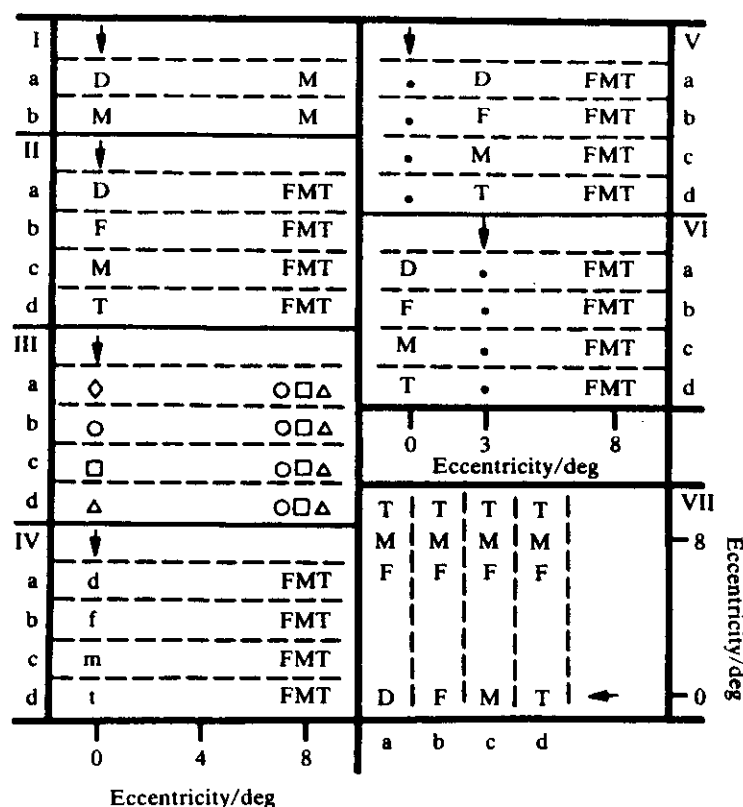 I
a D M
b M M
II
a D FMT
b F FMT
c M FMT
d T FMT
III
a ◇ ○□△
b ○ ○□△
c □ ○□△
d △ ○□△
IV
a d FMT
b f FMT
c m FMT
d t FMT
0 4 8
Eccentricity/deg
V
• D FMT a
• F FMT b
• M FMT c
• T FMT d
VI
D • FMT a
F • FMT b
M • FMT c
T • FMT d
0 3 8
Eccentricity/deg
VII
T T T T
M M M M 8
F F F F
D F M T 0
a b c d
Eccentricity/deg